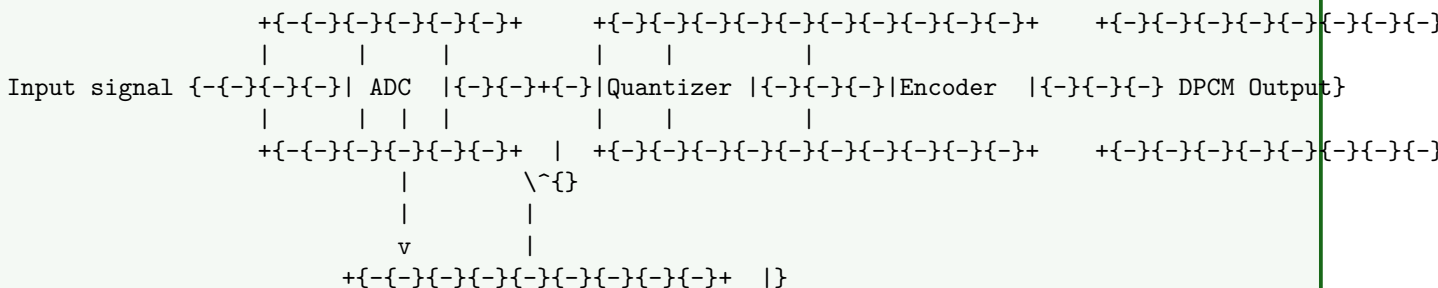 +{-{-}{-}{-}{-}{-}+ +{-}{-}{-}{-}{-}{-}{-}{-}{-}+ +{-}{-}{-}{-}{-}{-}{-}
| | | | | |
Input signal {-{-}{-}{-}| ADC |{-}{-}+{-}|Quantizer |{-}{-}{-}|Encoder |{-}{-}{-} DPCM Output}
| | | | | | |
+{-{-}{-}{-}{-}{-}+ | +{-}{-}{-}{-}{-}{-}{-}{-}{-}+ +{-}{-}{-}{-}{-}{-}{-}
| \^{}
| |
v |
+{-{-}{-}{-}{-}{-}{-}{-}{-}+ |}